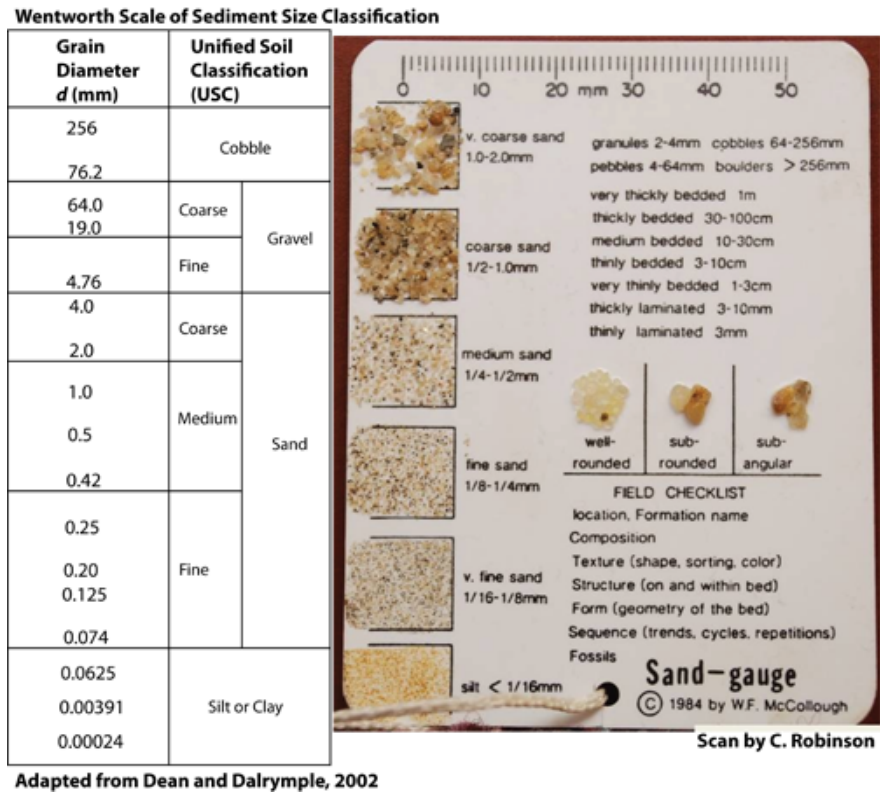 Wentworth Scale of Sediment Size Classification
Grain
Diameter
d (mm)
Unified Soil
Classification
(USC)
256
76.2
Cobble
64.0
19.0
Coarse
4.76
Fine
Gravel
4.0
2.0
Coarse
1.0
0.5
0.42
Medium
0.25
0.20
0.125
0.074
Fine
Sand
0.0625
0.00391
0.00024
Silt or Clay
Adapted from Dean and Dalrymple, 2002
0 10 20 mm 30 40 50
v. coarse sand
1.0-2.0mm
coarse sand
1/2-1.0mm
medium sand
1/4-1/2mm
fine sand
1/8-1/4mm
v. fine sand
1/16-1/8mm
silt < 1/16mm
granules 2-4mm cobbles 64-256mm
pebbles 4-64mm boulders > 256mm
very thickly bedded 1m
thickly bedded 30-100cm
medium bedded 10-30cm
thinly bedded 3-10cm
very thinly bedded 1-3cm
thickly laminated 3-10mm
thinly laminated 3mm
well-
rounded
sub-
rounded
sub-
angular
FIELD CHECKLIST
location, Formation name
Composition
Texture (shape, sorting, color)
Structure (on and within bed)
Form (geometry of the bed)
Sequence (trends, cycles, repetitions)
Fossils
Sand-gauge
© 1984 by W.F. McCollough
Scan by C. Robinson